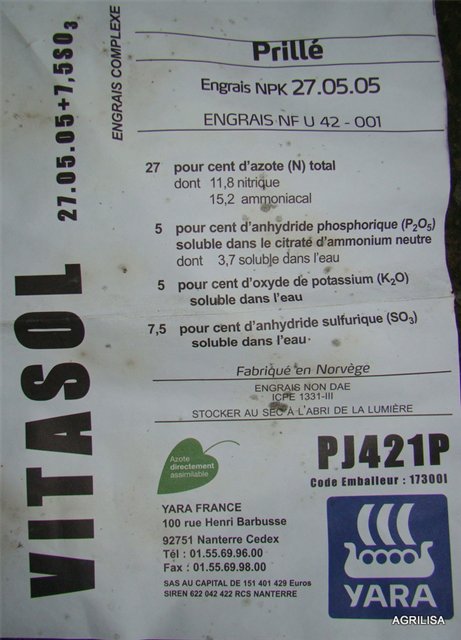 VITASOL
27.05.05+7,5SO₃
ENGRAIS COMPLEXE
Prillé
Engrais NPK 27.05.05
ENGRAIS NF U 42 - 001
27 pour cent d'azote (N) total
dont 11,8 nitrique
15,2 ammoniacal
5 pour cent d'anhydride phosphorique (P₂O₅)
soluble dans le citrate d'ammonium neutre
dont 3,7 soluble dans l'eau
5 pour cent d'oxyde de potassium (K₂O)
soluble dans l'eau
7,5 pour cent d'anhydride sulfurique (SO₃)
soluble dans l'eau
Fabriqué en Norvège
ENGRAIS NON DAE
ICPE 1331-III
STOCKER AU SEC À L'ABRI DE LA LUMIÈRE
Azote
directement
assimilable
PJ421P
Code Emballeur : 17300I
YARA FRANCE
100 rue Henri Barbusse
92751 Nanterre Cedex
Tél : 01.55.69.96.00
Fax : 01.55.69.98.00
SAS AU CAPITAL DE 151 401 429 Euros
SIREN 622 042 422 RCS NANTERRE
YARA
AGRILISA